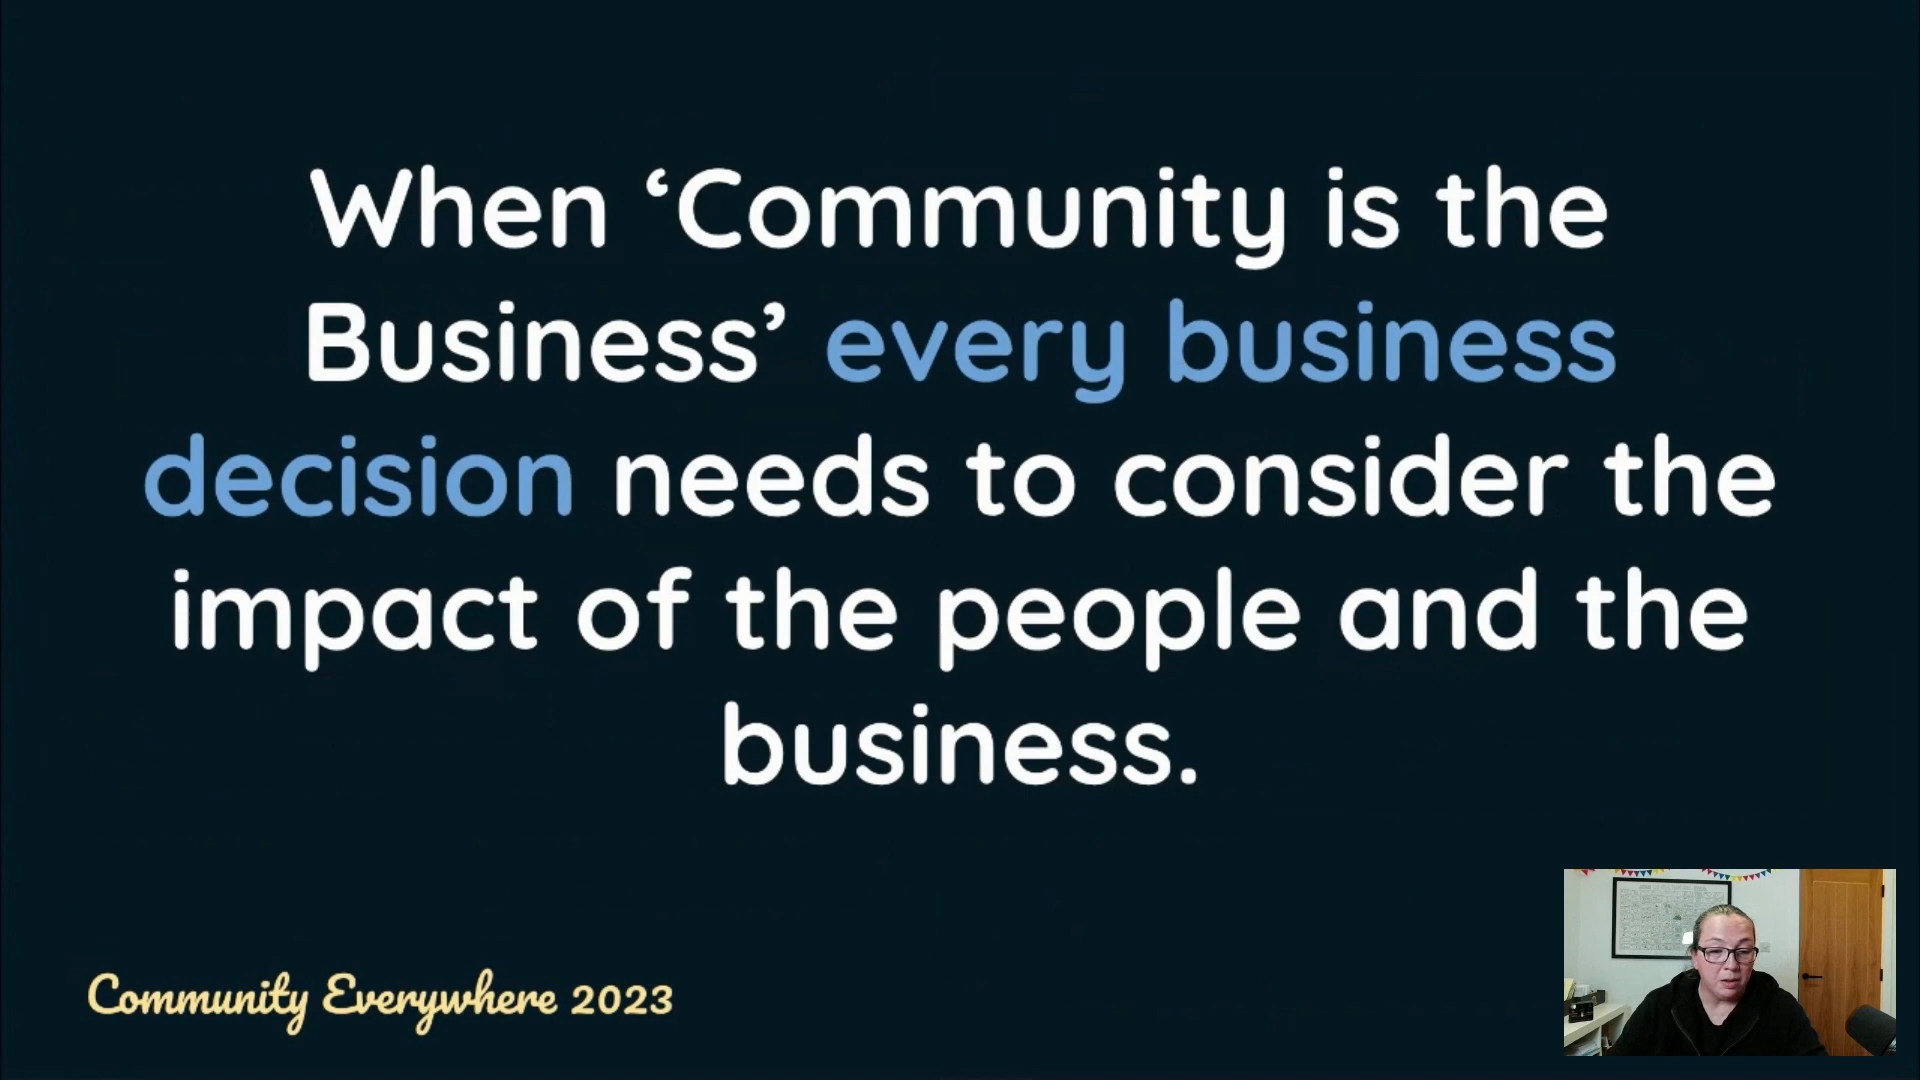 When ‘Community is the
Business’ every business
decision needs to consider the
impact of the people and the
business.
Community Everywhere 2023